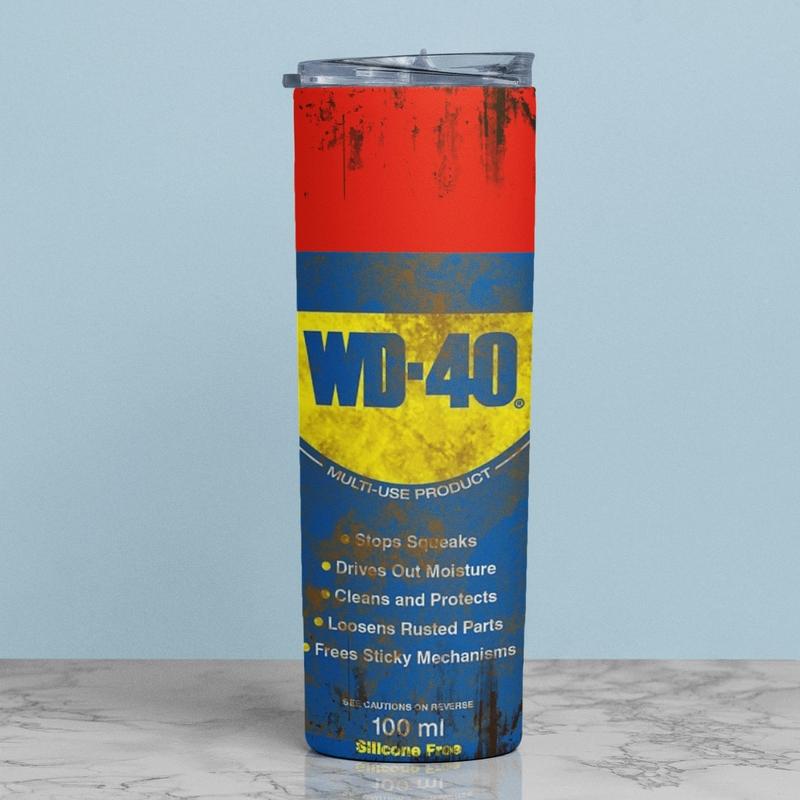 WD-40®
MULTI-USE PRODUCT
• Stops Squeaks
• Drives Out Moisture
• Cleans and Protects
• Loosens Rusted Parts
• Frees Sticky Mechanisms
SEE CAUTIONS ON REVERSE
100 ml
Silicone Free